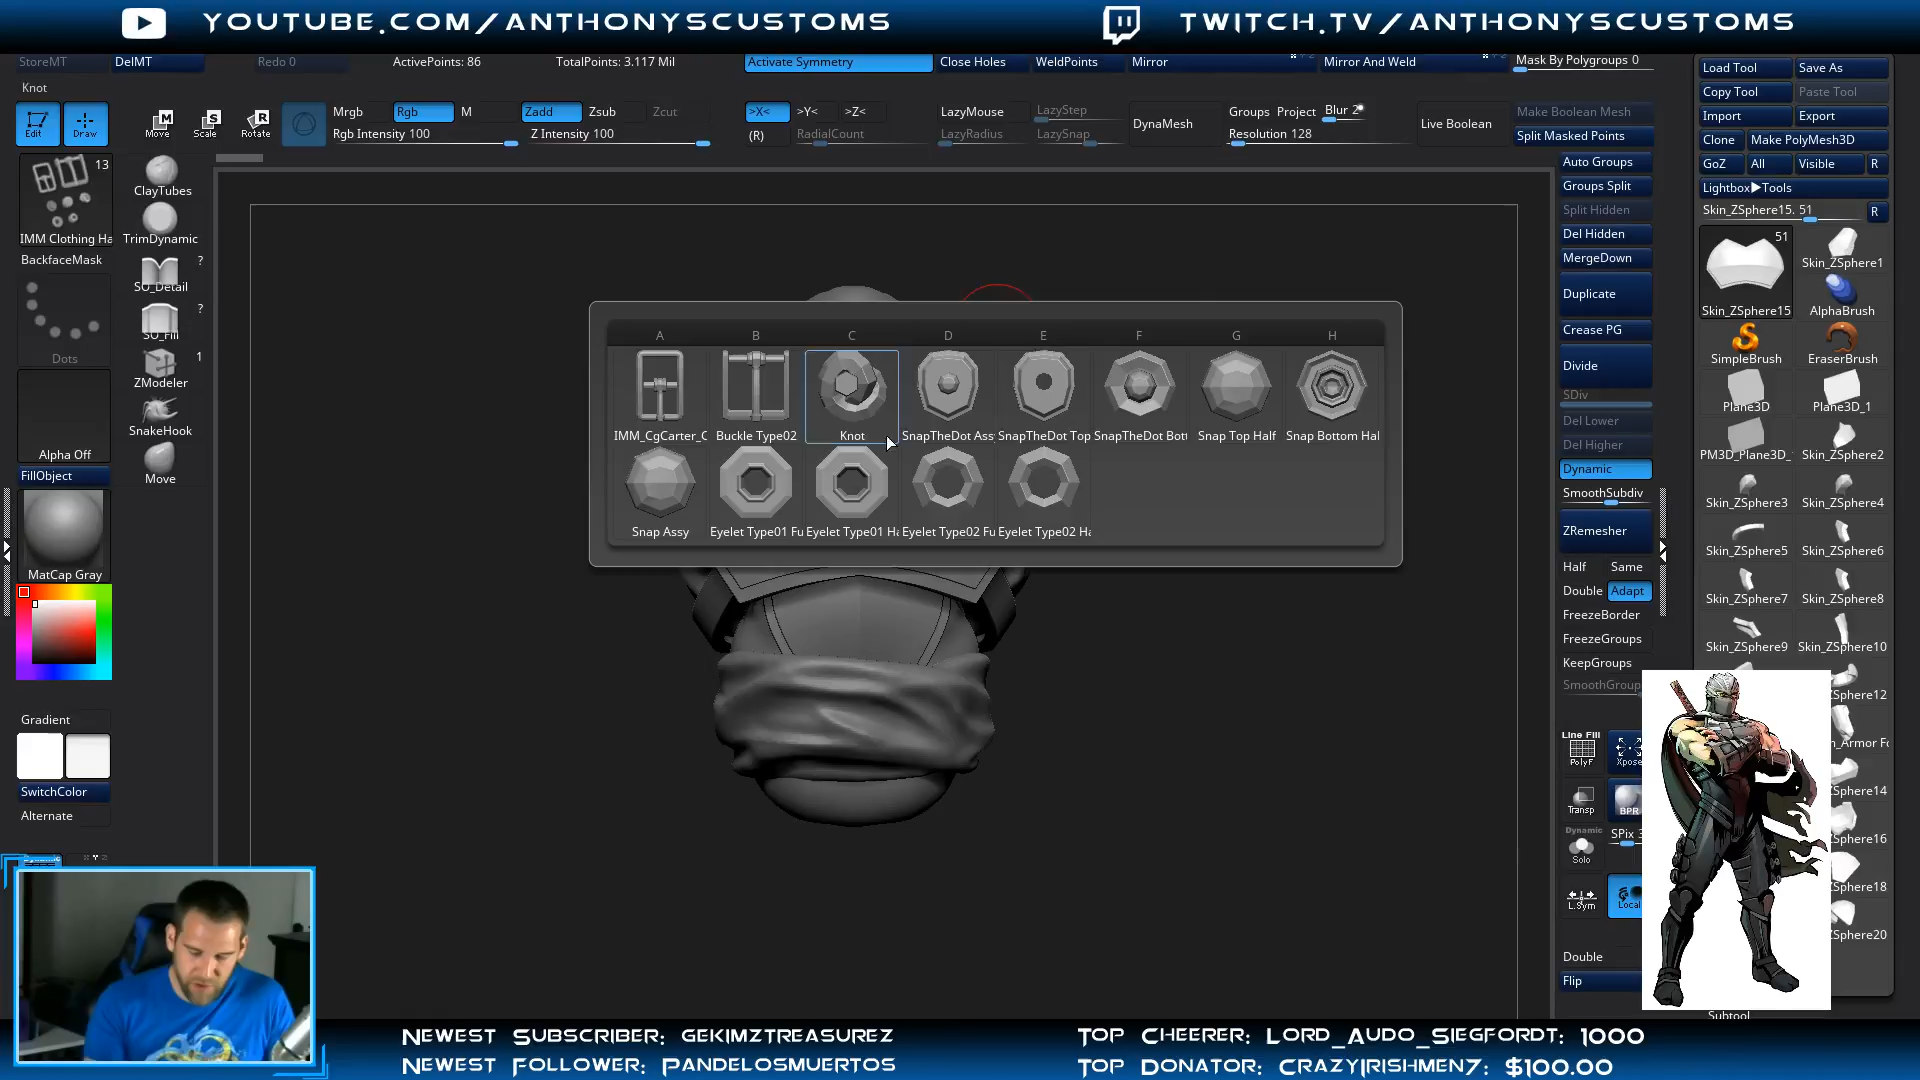 YOUTUBE.COM/ANTHONYSCUSTOMS
TWITCH.TV/ANTHONYSCUSTOMS
StoreMT
DelMT
Redo 0
ActivePoints: 86
TotalPoints: 3.117 Mil
Activate Symmetry
Close Holes
WeldPoints
Mirror
Mirror And Weld
Mask By Polygroups 0
Load Tool
Save As
Knot
Copy Tool
Paste Tool
Edit
Draw
Move
Scale
Rotate
Mrgb
Rgb
M
Zadd
Zsub
Zcut
Rgb Intensity 100
Z Intensity 100
>X<
>Y<
>Z<
(R)
RadialCount
LazyMouse
LazyStep
LazyRadius
LazySnap
DynaMesh
Groups
Project
Blur 2
Resolution 128
Live Boolean
Make Boolean Mesh
Split Masked Points
Import
Export
Clone
Make PolyMesh3D
GoZ
All
Visible
R
Lightbox▶Tools
Skin_ZSphere15. 51
R
13
IMM Clothing Ha
BackfaceMask
Dots
Alpha Off
FillObject
MatCap Gray
Gradient
SwitchColor
Alternate
ClayTubes
TrimDynamic
?
SO_Detail
?
SO_Fill
1
ZModeler
SnakeHook
Move
A
B
C
D
E
F
G
H
IMM_CgCarter_C
Buckle Type02
Knot
SnapTheDot Ass
SnapTheDot Top
SnapTheDot Bott
Snap Top Half
Snap Bottom Hal
Snap Assy
Eyelet Type01 Fu
Eyelet Type01 Ha
Eyelet Type02 Fu
Eyelet Type02 Ha
Auto Groups
Groups Split
Split Hidden
Del Hidden
MergeDown
Duplicate
Crease PG
Divide
SDiv
Del Lower
Del Higher
Dynamic
SmoothSubdiv
ZRemesher
Half
Same
Double
Adapt
FreezeBorder
FreezeGroups
KeepGroups
SmoothGroup
Line Fill
PolyF
Xpose
Transp
BPR
Dynamic
SPix 3
Solo
L.Sym
Local
Double
Flip
51
Skin_ZSphere15
Skin_ZSphere1
AlphaBrush
SimpleBrush
EraserBrush
Plane3D
Plane3D_1
PM3D_Plane3D_
Skin_ZSphere2
Skin_ZSphere3
Skin_ZSphere4
Skin_ZSphere5
Skin_ZSphere6
Skin_ZSphere7
Skin_ZSphere8
Skin_ZSphere9
Skin_ZSphere10
ZSphere12
n_Armor Fo
ZSphere14
ZSphere16
ZSphere18
ZSphere20
Subtool
Newest Subscriber: gekimztreasurez
Newest Follower: Pandelosmuertos
Top Cheerer: Lord_Audo_Siegfordt: 1000
Top Donator: CrazyIrishmen7: $100.00